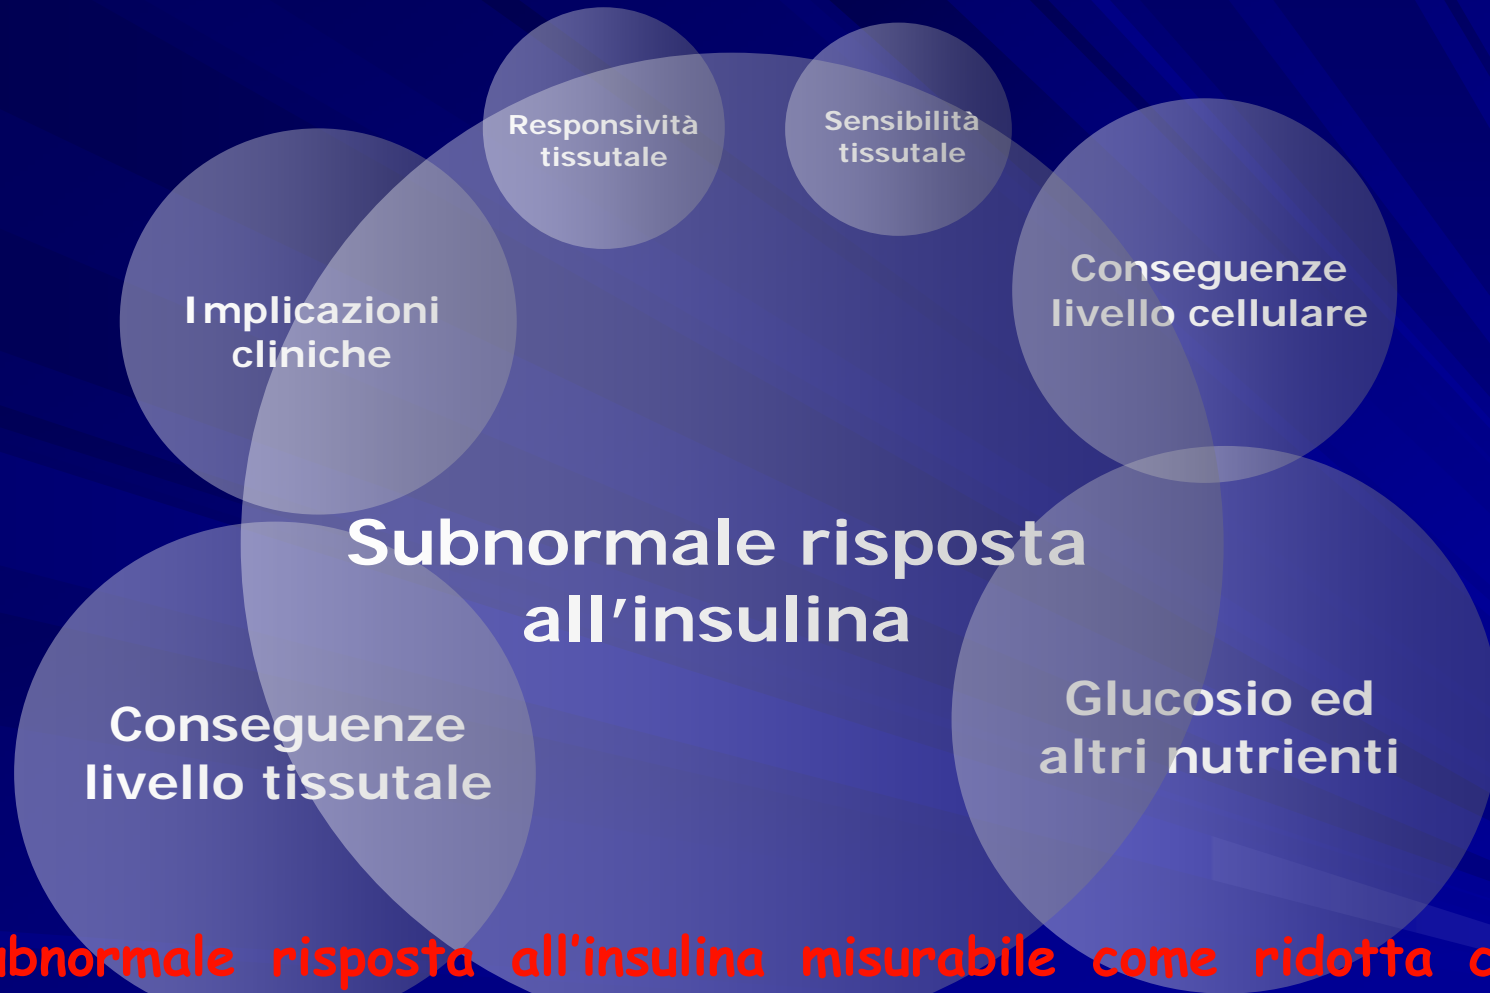 Responsività
tissutale
Sensibilità
tissutale
Implicazioni
cliniche
Conseguenze
livello cellulare
Subnormale risposta
all’insulina
Conseguenze
livello tissutale
Glucosio ed
altri nutrienti
risposta all’insulina misurabile come ridotta